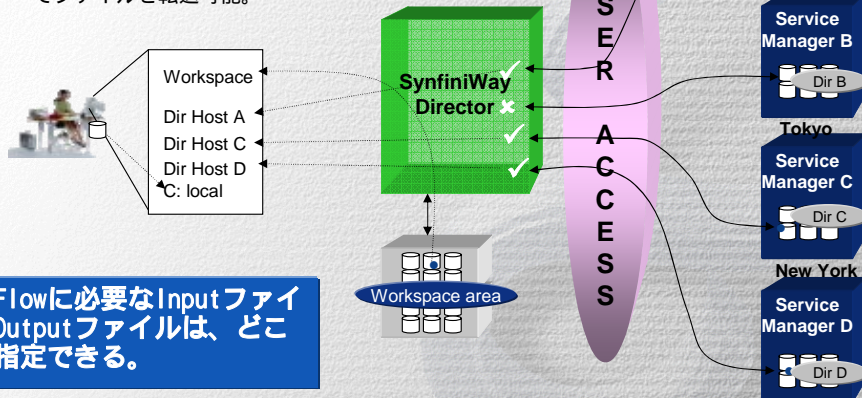 でファイルを転送可能。
Workspace
Dir Host A
Dir Host C
Dir Host D
C: local
SynfiniWay
Director
Workspace area
SER ACCESS
Service
Manager B
Dir B
Tokyo
Service
Manager C
Dir C
New York
Service
Manager D
Dir D
Flowに必要なInputファイ
Outputファイルは、どこ
指定できる。